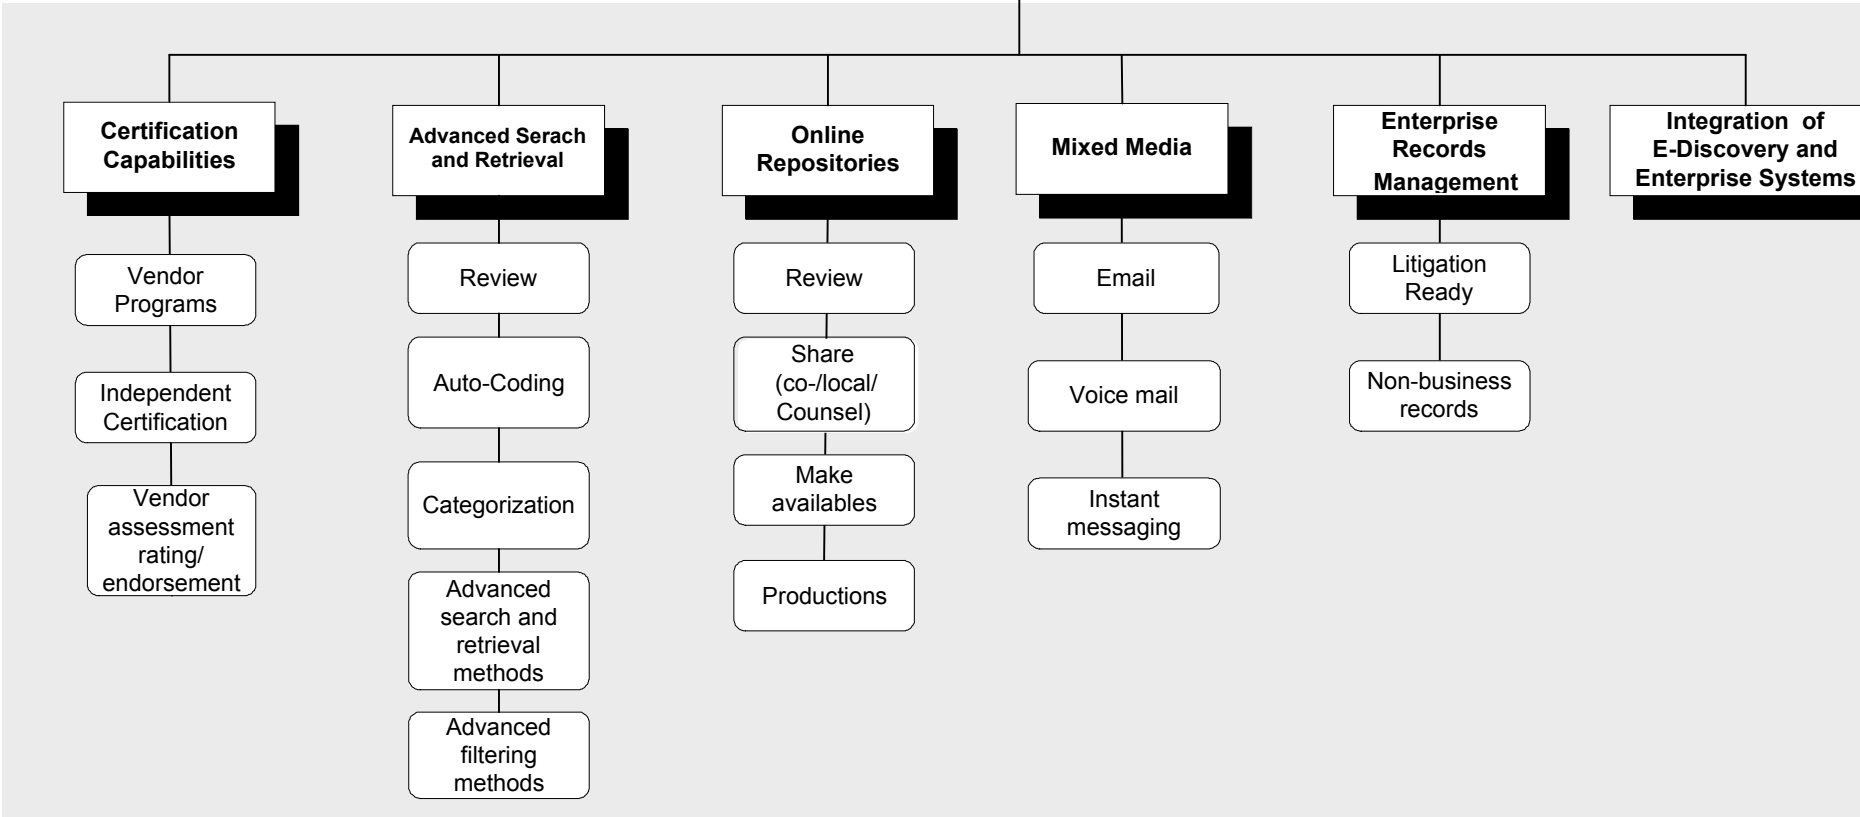 Certification
Capabilities
Advanced Serach
and Retrieval
Online
Repositories
Mixed Media
Enterprise
Records
Management
Integration of
E-Discovery and
Enterprise Systems
Vendor
Programs
Independent
Certification
Vendor
assessment
rating/
endorsement
Review
Auto-Coding
Categorization
Advanced
search and
retrieval
methods
Advanced
filtering
methods
Review
Share
(co-/local/
Counsel)
Make
availables
Productions
Email
Voice mail
Instant
messaging
Litigation
Ready
Non-business
records